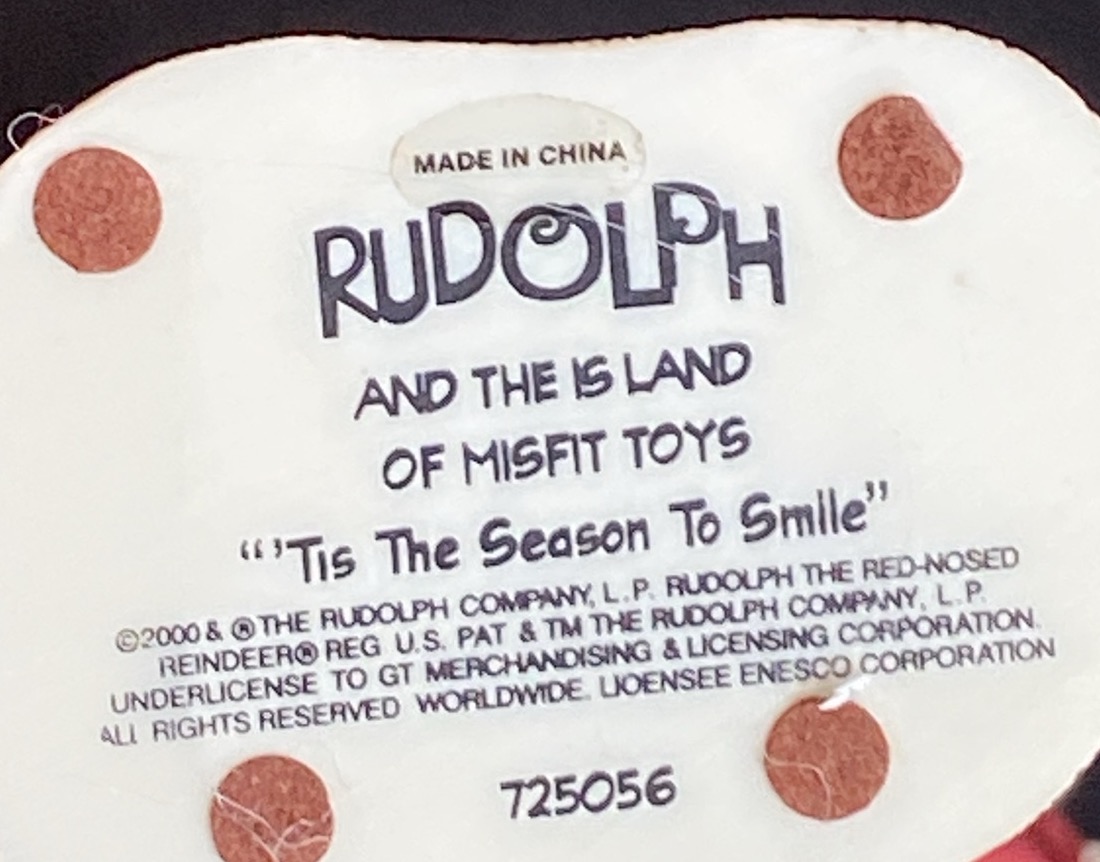 MADE IN CHINA
RUDOLPH
AND THE IS LAND
OF MISFIT TOYS
“ ’Tis The Season To Smile”
©2000 & ® THE RUDOLPH COMPANY, L.P. RUDOLPH THE RED-NOSED
REINDEER® REG U.S. PAT & TM THE RUDOLPH COMPANY, L.P.
UNDERLICENSE TO GT MERCHANDISING & LICENSING CORPORATION.
ALL RIGHTS RESERVED WORLDWIDE. LIOENSEE ENESCO CORPORATION
725056